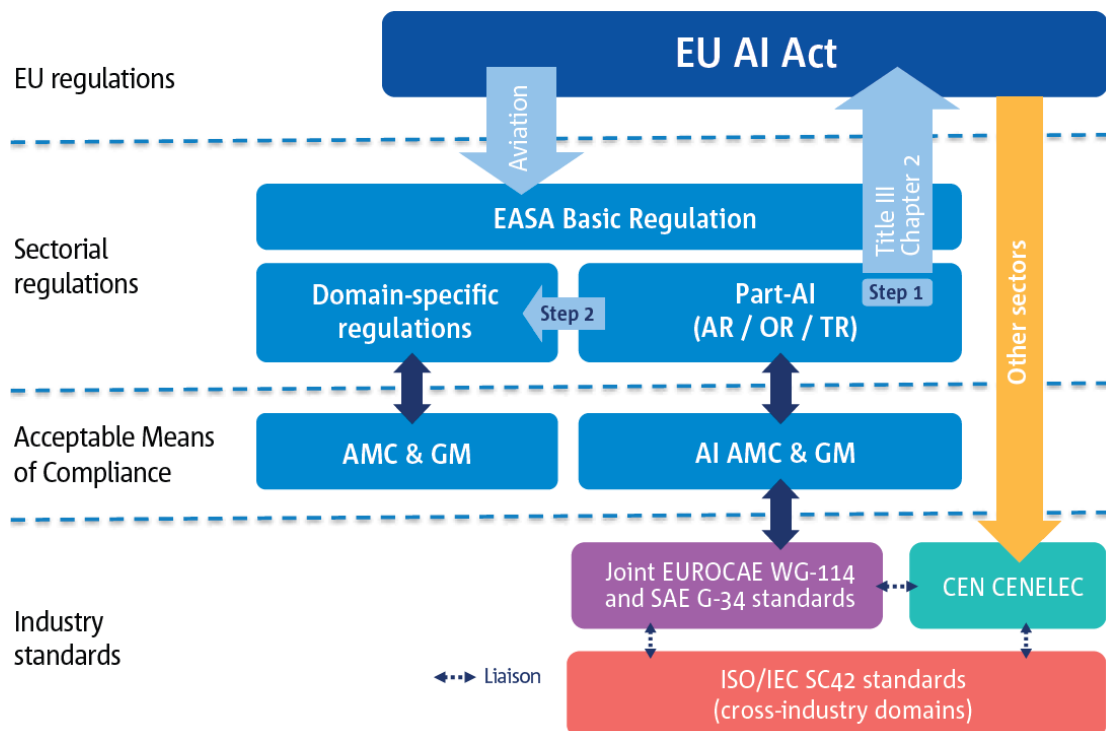 EU AI Act
EU regulations
Aviation
Title III
Chapter 2
Other sectors
EASA Basic Regulation
Sectorial
regulations
Domain-specific
regulations
Step 2
Part-AI
(AR / OR / TR)
Step 1
Acceptable Means
of Compliance
AMC & GM
AI AMC & GM
Industry
standards
Joint EUROCAE WG-114
and SAE G-34 standards
CEN CENELEC
Liaison
ISO/IEC SC42 standards
(cross-industry domains)